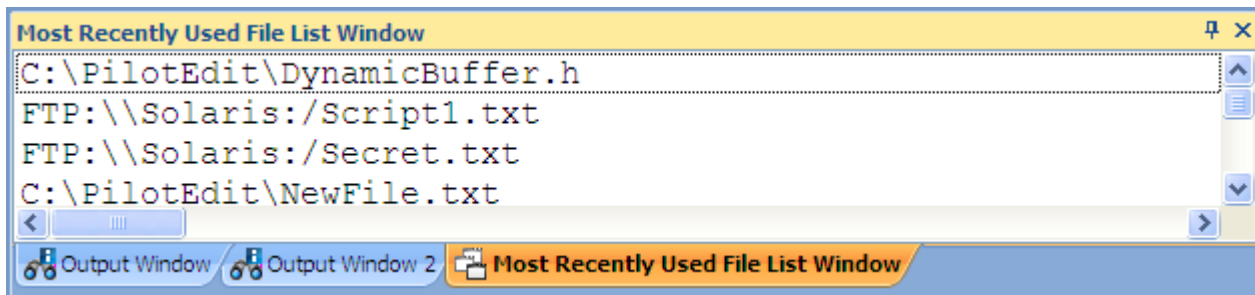 Most Recently Used File List Window
C:\PilotEdit\DynamicBuffer.h
FTP:\\Solaris:/Script1.txt
FTP:\\Solaris:/Secret.txt
C:\PilotEdit\NewFile.txt
Output Window Output Window 2 Most Recently Used File List Window